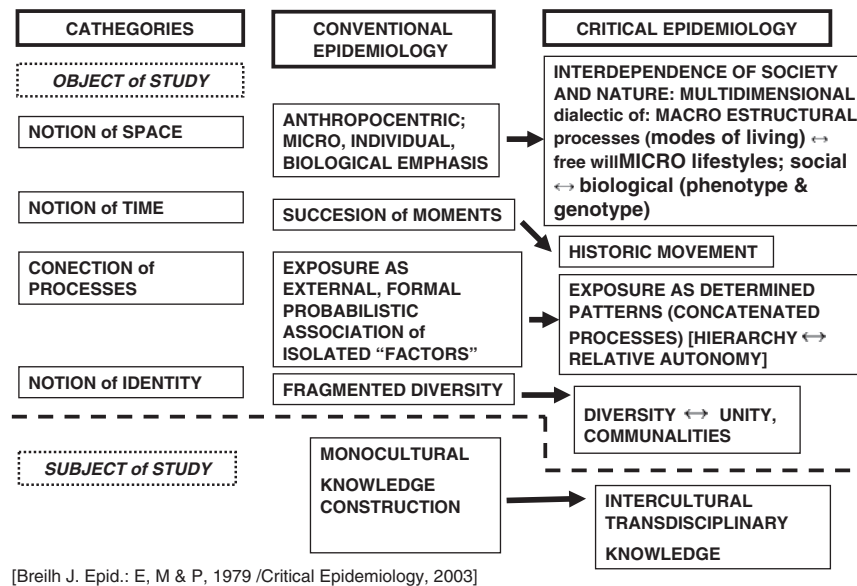 CATHEGORIES
CONVENTIONAL
EPIDEMIOLOGY
CRITICAL EPIDEMIOLOGY
OBJECT of STUDY
NOTION of SPACE
ANTHROPOCENTRIC;
MICRO, INDIVIDUAL,
BIOLOGICAL EMPHASIS
INTERDEPENDENCE OF SOCIETY
AND NATURE: MULTIDIMENSIONAL
dialectic of: MACRO ESTRUCTURAL
processes (modes of living) ↔
free willMICRO lifestyles; social
↔ biological (phenotype &
genotype)
NOTION of TIME
SUCCESION of MOMENTS
HISTORIC MOVEMENT
CONECTION of
PROCESSES
EXPOSURE AS
EXTERNAL, FORMAL
PROBABILISTIC
ASSOCIATION of
ISOLATED “FACTORS”
EXPOSURE AS DETERMINED
PATTERNS (CONCATENATED
PROCESSES) [HIERARCHY ↔
RELATIVE AUTONOMY]
NOTION of IDENTITY
FRAGMENTED DIVERSITY
DIVERSITY ↔ UNITY,
COMMUNALITIES
SUBJECT of STUDY
MONOCULTURAL
KNOWLEDGE
CONSTRUCTION
INTERCULTURAL
TRANSDISCIPLINARY
KNOWLEDGE
[Breilh J. Epid.: E, M & P, 1979 /Critical Epidemiology, 2003]